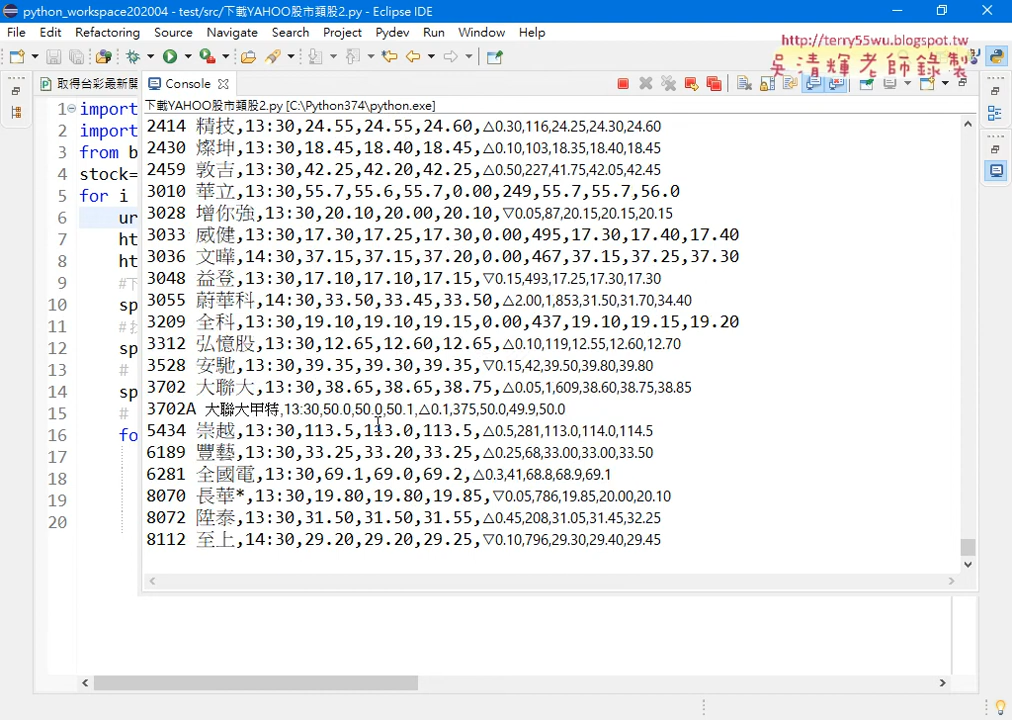 python_workspace202004 - test/src/下載YAHOO股市類股2.py - Eclipse IDE
File Edit Refactoring Source Navigate Search Project Pydev Run Window Help
http://terry55wu.blogspot.tw
吳清輝老師錄製
取得台彩最新開
Console
下載YAHOO股市類股2.py [C:\Python374\python.exe]
1 import
2 import
3 from b
4 stock=
5 for i
6 ur
7 ht
8 ht
9 #下
10 sp
11 #找
12 sp
13 #
14 sp
15 #
16 fo
17
18
19
20
2414 精技,13:30,24.55,24.55,24.60,△0.30,116,24.25,24.30,24.60
2430 燦坤,13:30,18.45,18.40,18.45,△0.10,103,18.35,18.40,18.45
2459 敦吉,13:30,42.25,42.20,42.25,△0.50,227,41.75,42.05,42.45
3010 華立,13:30,55.7,55.6,55.7,0.00,249,55.7,55.7,56.0
3028 增你強,13:30,20.10,20.00,20.10,▽0.05,87,20.15,20.15,20.15
3033 威健,13:30,17.30,17.25,17.30,0.00,495,17.30,17.40,17.40
3036 文曄,14:30,37.15,37.15,37.20,0.00,467,37.15,37.25,37.30
3048 益登,13:30,17.10,17.10,17.15,▽0.15,493,17.25,17.30,17.30
3055 蔚華科,14:30,33.50,33.45,33.50,△2.00,1,853,31.50,31.70,34.40
3209 全科,13:30,19.10,19.10,19.15,0.00,437,19.10,19.15,19.20
3312 弘憶股,13:30,12.65,12.60,12.65,△0.10,119,12.55,12.60,12.70
3528 安馳,13:30,39.35,39.30,39.35,▽0.15,42,39.50,39.80,39.80
3702 大聯大,13:30,38.65,38.65,38.75,△0.05,1,609,38.60,38.75,38.85
3702A 大聯大甲特,13:30,50.0,50.0,50.1,△0.1,375,50.0,49.9,50.0
5434 崇越,13:30,113.5,113.0,113.5,△0.5,281,113.0,114.0,114.5
6189 豐藝,13:30,33.25,33.20,33.25,△0.25,68,33.00,33.00,33.50
6281 全國電,13:30,69.1,69.0,69.2,△0.3,41,68.8,68.9,69.1
8070 長華*,13:30,19.80,19.80,19.85,▽0.05,786,19.85,20.00,20.10
8072 陞泰,13:30,31.50,31.50,31.55,△0.45,208,31.05,31.45,32.25
8112 至上,14:30,29.20,29.20,29.25,▽0.10,796,29.30,29.40,29.45